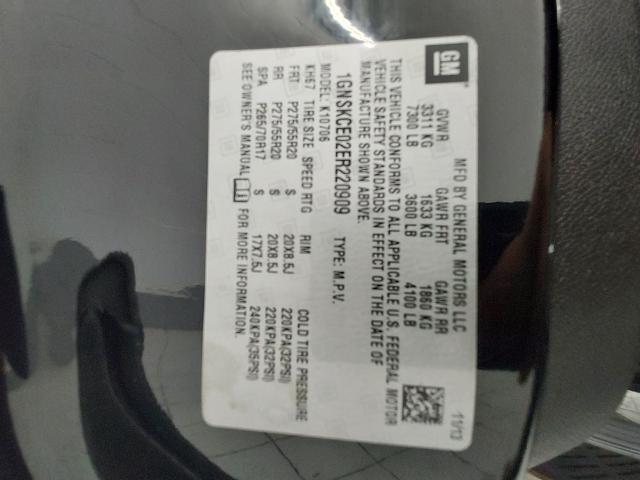 GM
MFD BY GENERAL MOTORS LLC 11/13
GVWR GAWR FRT GAWR RR
3311 KG 1633 KG 1860 KG
7300 LB 3600 LB 4100 LB
THIS VEHICLE CONFORMS TO ALL APPLICABLE U.S. FEDERAL MOTOR
VEHICLE SAFETY STANDARDS IN EFFECT ON THE DATE OF
MANUFACTURE SHOWN ABOVE.
1GNSKCE02ER220909 TYPE: M.P.V.
MODEL: K10706
KH67 TIRE SIZE SPEED RTG RIM COLD TIRE PRESSURE
FRT P275/55R20 S 20X8.5J 220KPA(32PSI)
RR P275/55R20 S 20X8.5J 220KPA(32PSI)
SPA P265/70R17 S 17X7.5J 240KPA(35PSI)
SEE OWNER'S MANUAL FOR MORE INFORMATION.